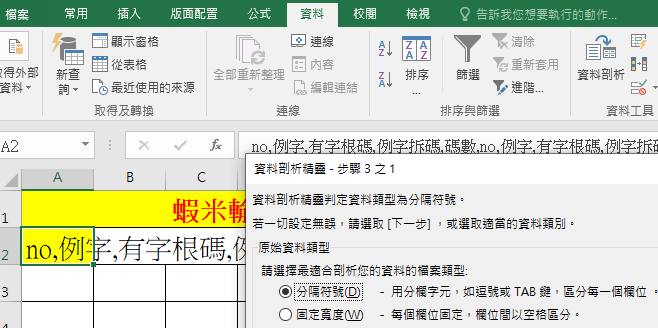 檔案 常用 插入 版面配置 公式 資料 校閱 檢視 告訴我您想要執行的動作...
取得外部
資料
新查
詢
顯示窗格
從表格
最近使用的來源
取得及轉換
全部重新整理
連線
內容
編輯連結
連線
排序
...
篩選
清除
重新套用
進階...
排序與篩選
資料剖析
資料工具
A2
no,例字,有字根碼,例字拆碼,碼數,no,例字,有字根碼,例字拆碼
A B C
1
蝦米輸
2
no,例字,有字根碼,例
3
4
資料剖析精靈 - 步驟 3 之 1
資料剖析精靈判定資料類型為分隔符號。
若一切設定無誤，請選取 [下一步] ，或選取適當的資料類別。
原始資料類型
請選擇最適合剖析您的資料的檔案類型:
分隔符號(D) - 用分欄字元，如逗號或 TAB 鍵，區分每一個欄位 。
固定寬度(W) - 每個欄位固定，欄位間以空格區分。